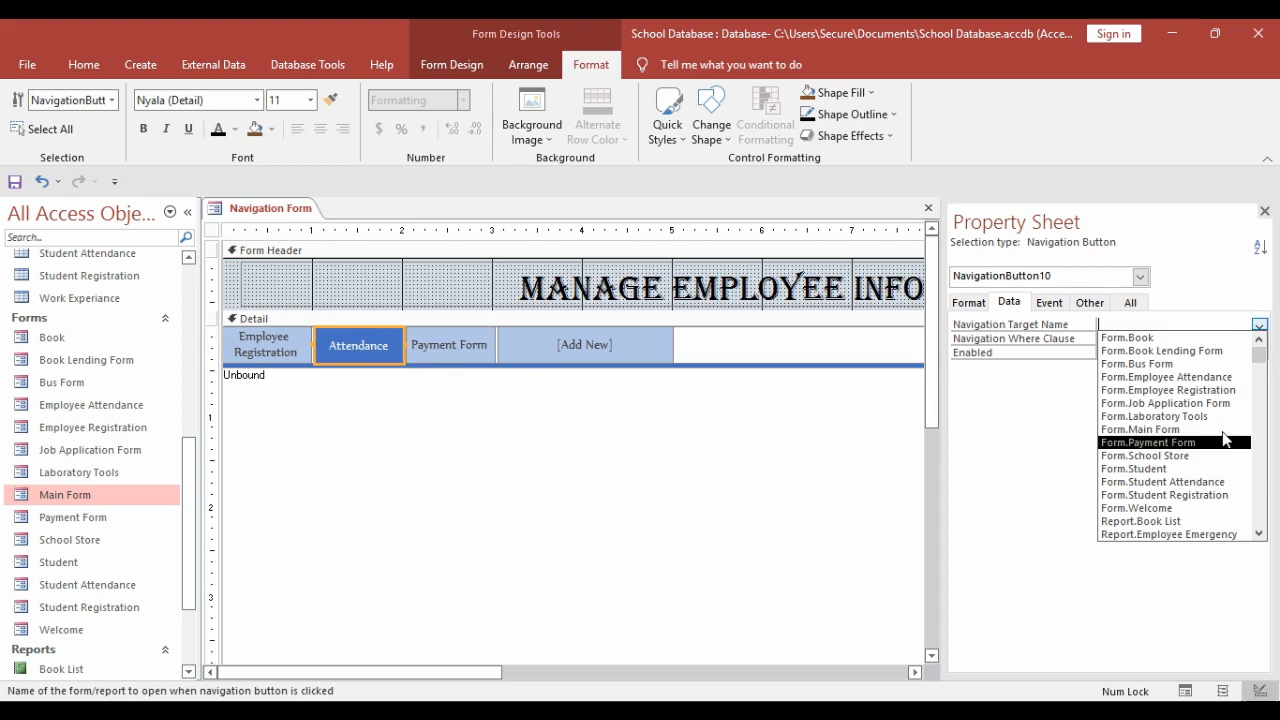 Form Design Tools
School Database : Database- C:\Users\Secure\Documents\School Database.accdb (Acce...
Sign in
File
Home
Create
External Data
Database Tools
Help
Form Design
Arrange
Format
Tell me what you want to do
NavigationButt
Select All
Selection
Nyala (Detail)
11
B I U A
Font
Formatting
$ % ,
Number
Background Image
Alternate Row Color
Background
Quick Styles
Change Shape
Conditional Formatting
Shape Fill
Shape Outline
Shape Effects
Control Formatting
All Access Obje...
Search...
Student Attendance
Student Registration
Work Experiance
Forms
Book
Book Lending Form
Bus Form
Employee Attendance
Employee Registration
Job Application Form
Laboratory Tools
Main Form
Payment Form
School Store
Student
Student Attendance
Student Registration
Welcome
Reports
Book List
Navigation Form
1 2 3 4 5 6 7
Form Header
MANAGE EMPLOYEE INFO
Detail
Employee Registration
Attendance
Payment Form
[Add New]
Unbound
1
2
3
Property Sheet
Selection type: Navigation Button
NavigationButton10
Format
Data
Event
Other
All
Navigation Target Name
Navigation Where Clause
Enabled
Form.Book
Form.Book Lending Form
Form.Bus Form
Form.Employee Attendance
Form.Employee Registration
Form.Job Application Form
Form.Laboratory Tools
Form.Main Form
Form.Payment Form
Form.School Store
Form.Student
Form.Student Attendance
Form.Student Registration
Form.Welcome
Report.Book List
Report.Employee Emergency
Name of the form/report to open when navigation button is clicked
Num Lock